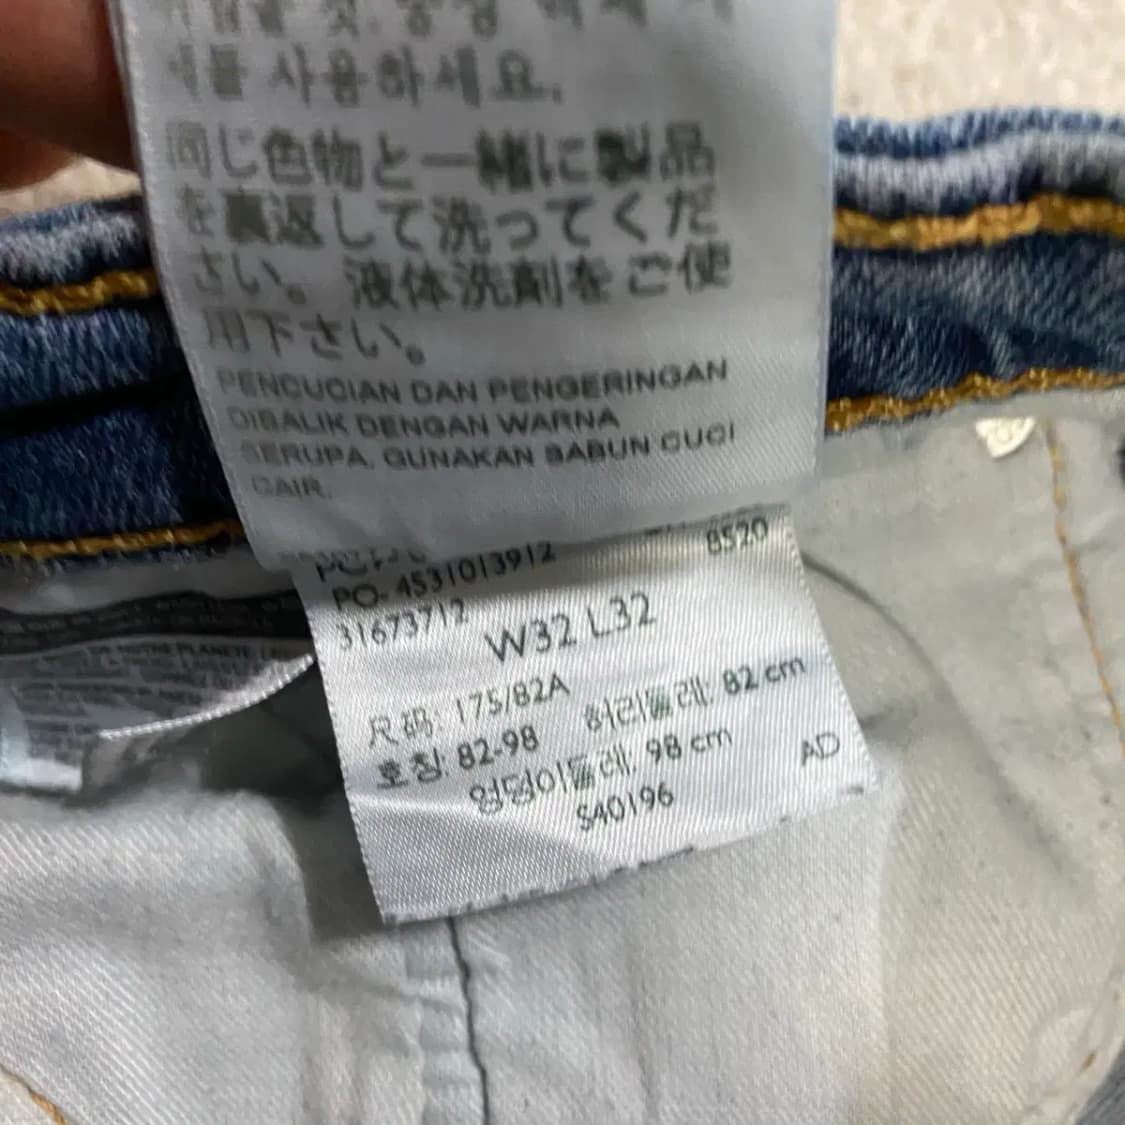 사용하세요.
同じ色物と一緒に製品
を裏返して洗ってくだ
さい。液体洗剤をご使
用下さい。
PENCUCIAN DAN PENGERINGAN
DIBALIK DENGAN WARNA
SERUPA. GUNAKAN SABUN CUCI
CAIR.
8520
PO- 4531013912
31673712
W32 L32
尺码: 175/82A
호칭: 82-98 허리둘레: 82 cm
엉덩이둘레: 98 cm AD
S40196